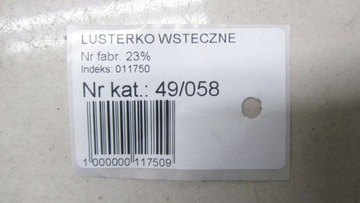 LUSTERKO WSTECZNE
Nr fabr. 23%
Indeks: 011750
Nr kat.: 49/058
1 000000 117509